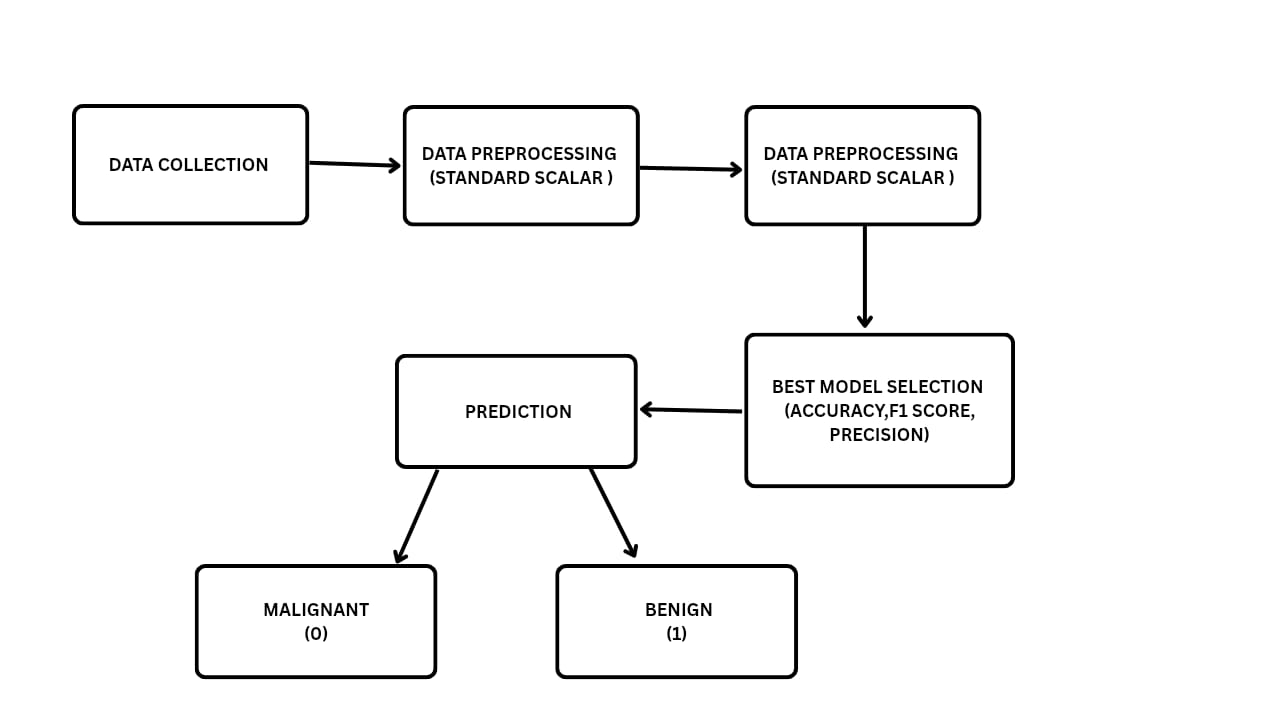 DATA COLLECTION
DATA PREPROCESSING
(STANDARD SCALAR )
DATA PREPROCESSING
(STANDARD SCALAR )
BEST MODEL SELECTION
(ACCURACY,F1 SCORE,
PRECISION)
PREDICTION
MALIGNANT
(0)
BENIGN
(1)